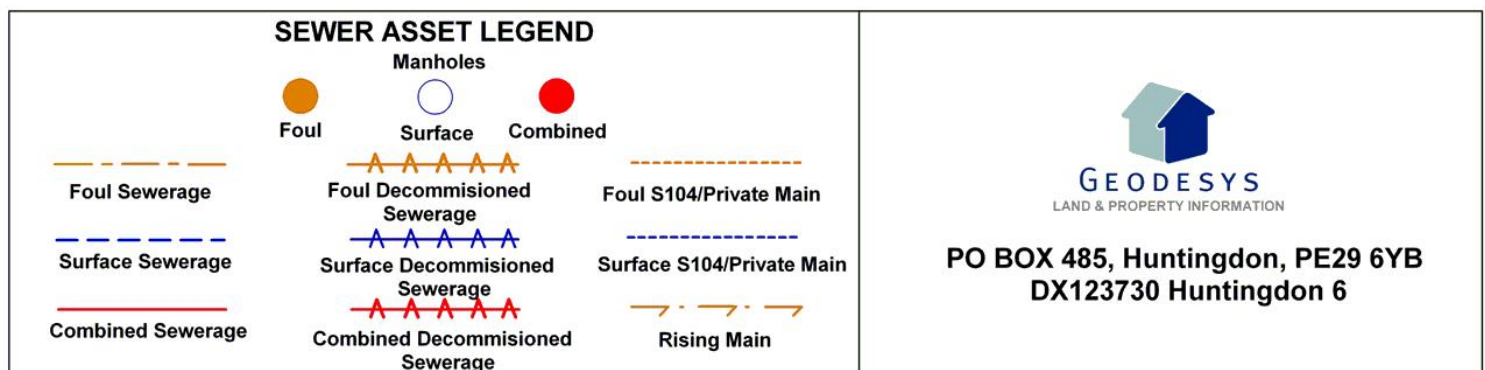 SEWER ASSET LEGEND
Manholes
Foul
Surface
Combined
Foul Sewerage
Foul Decommisioned
Sewerage
Foul S104/Private Main
Surface Sewerage
Surface Decommisioned
Sewerage
Surface S104/Private Main
Combined Sewerage
Combined Decommisioned
Sewerage
Rising Main
GEODESYS
LAND & PROPERTY INFORMATION
PO BOX 485, Huntingdon, PE29 6YB
DX123730 Huntingdon 6